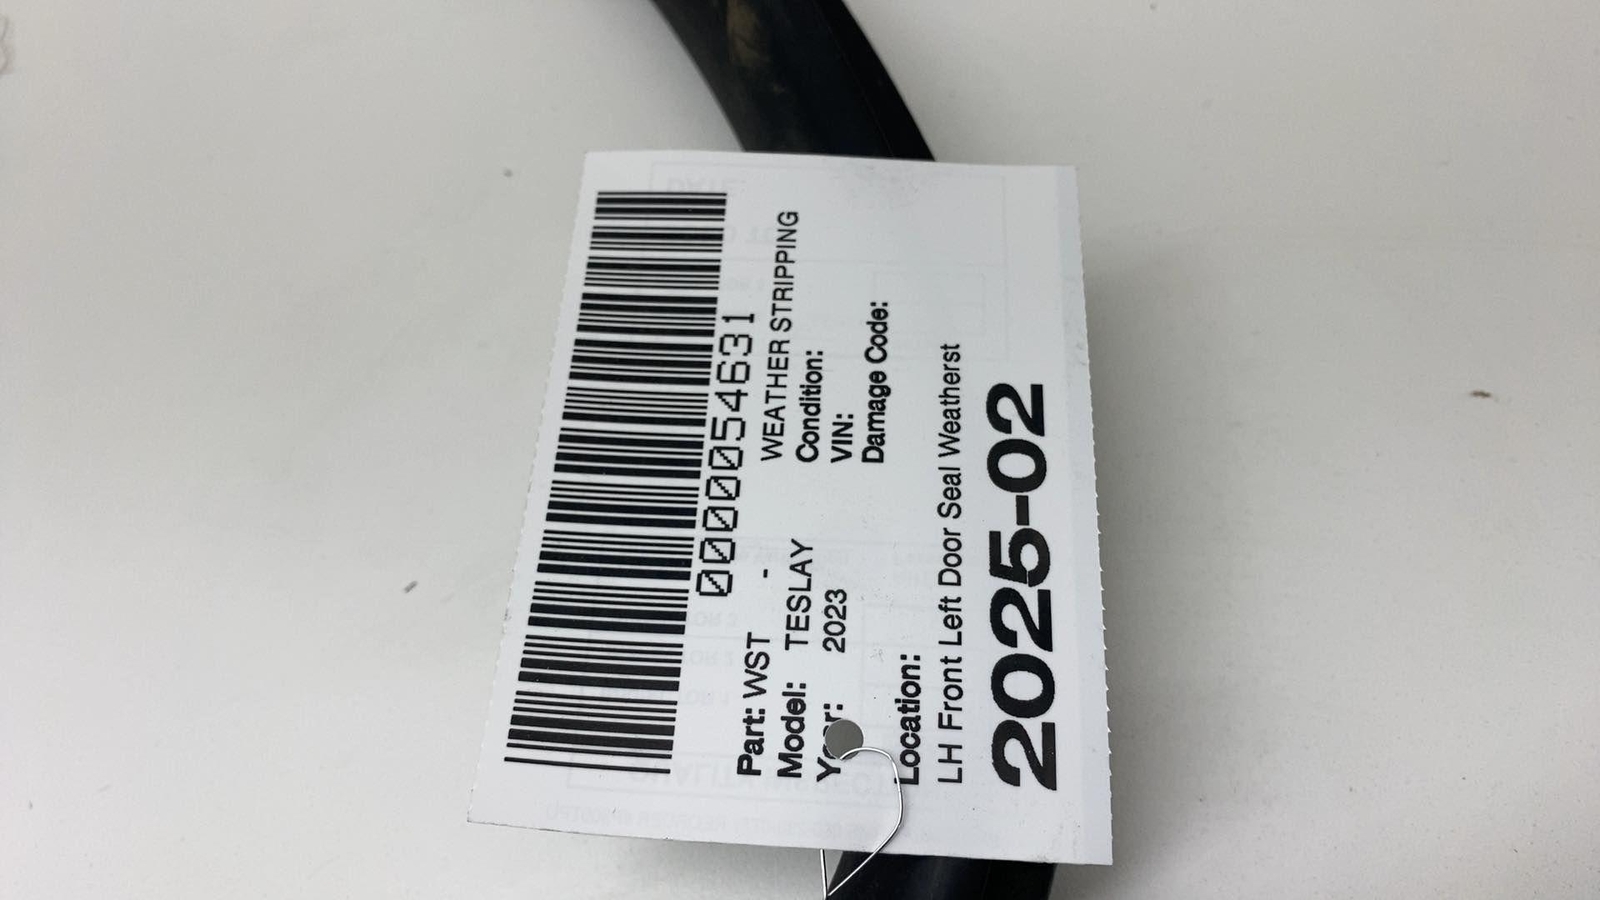 0000054631
Part: WST - WEATHER STRIPPING
Model: TESLAY Condition:
Year: 2023 VIN:
Damage Code:
Location:
LH Front Left Door Seal Weatherst
2025-02